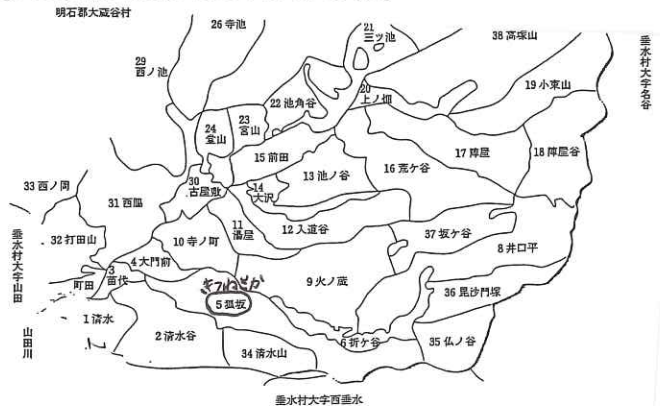 明石郡大蔵谷村
26 寺池
21
三ツ池
38 高塚山
垂水村大字名谷
29
西ノ池
20
上ノ畑
19 小東山
22 池角谷
24
堂山
23
宮山
15 前田
17 障屋
18 障屋谷
16 荒ケ谷
13 池ノ谷
14
大沢
30
古屋敷
33 西ノ岡
31 西脇
12 入道谷
11
湯屋
37 坂ケ谷
32 打田山
10 寺ノ町
8 井口平
垂水村大字山田
4 大門前
3
苗代
9 火ノ蔵
町田
きつねざか
5 狐坂
36 毘沙門塚
1 清水
山田川
2 清水谷
34 清水山
6 折ケ谷
35 仏ノ谷
垂水村大字西垂水